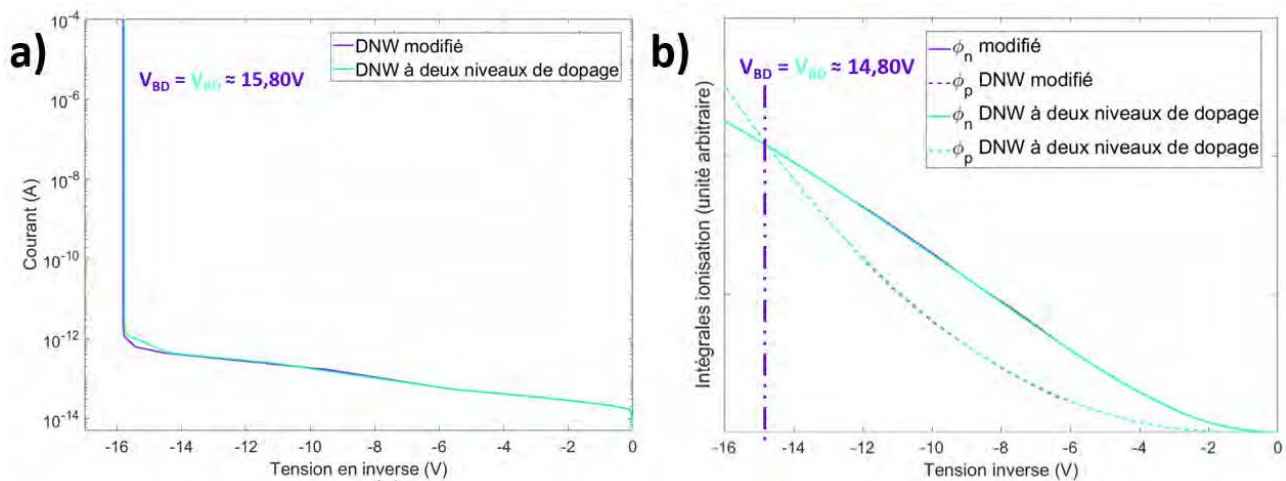 a)
DNW modifié
DNW à deux niveaux de dopage
V_BD = V_BD ≈ 15,80V
Courant (A)
10^-4
10^-6
10^-8
10^-10
10^-12
10^-14
-16 -14 -12 -10 -8 -6 -4 -2 0
Tension en inverse (V)
b)
V_BD = V_BD ≈ 14,80V
ϕ_n modifié
ϕ_p DNW modifié
ϕ_n DNW à deux niveaux de dopage
ϕ_p DNW à deux niveaux de dopage
Intégrales ionisation (unité arbitraire)
-16 -14 -12 -10 -8 -6 -4 -2 0
Tension inverse (V)